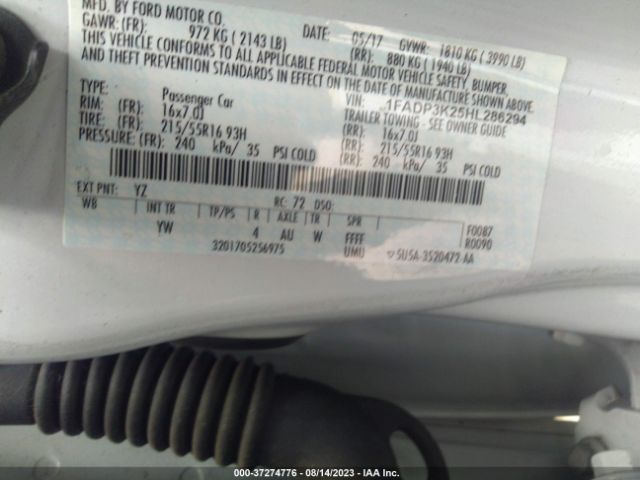 MFD. BY FORD MOTOR CO.
DATE: 05/17 GVWR: 1810 KG ( 3990 LB)
GAWR: (FR): 972 KG ( 2143 LB) (RR): 880 KG ( 1940 LB)
THIS VEHICLE CONFORMS TO ALL APPLICABLE FEDERAL MOTOR VEHICLE SAFETY, BUMPER,
AND THEFT PREVENTION STANDARDS IN EFFECT ON THE DATE OF MANUFACTURE SHOWN ABOVE.
VIN: 1FADP3K25HL286294
TYPE: Passenger Car TRAILER TOWING - SEE OWNER GUIDE
RIM: (FR): 16x7.0J (RR): 16x7.0J
TIRE: (FR): 215/55R16 93H (RR): 215/55R16 93H
PRESSURE: (FR): 240 kPa/ 35 PSI COLD (RR): 240 kPa/ 35 PSI COLD
EXT PNT: YZ RC: 72 DSO:
WB INT TR TP/PS R AXLE TR SPR
YW 4 AU W FFFF F0087
3201705256975 UMU R0090
5U5A-3520472-AA
000-37274776 - 08/14/2023 - IAA Inc.